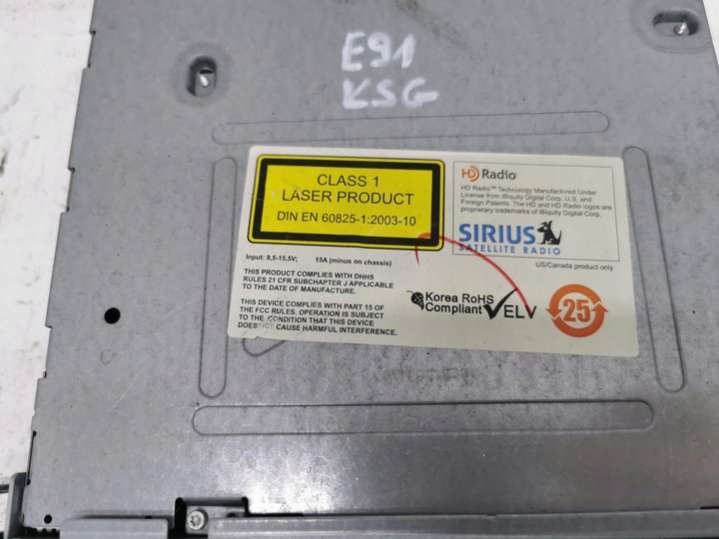 E91
KSG
CLASS 1
LASER PRODUCT
DIN EN 60825-1:2003-10
HD Radio
HD Radio™ Technology Manufactured Under
License from iBiquity Digital Corp. U.S. and
Foreign Patents. The HD and HD Radio logos are
proprietary trademarks of iBiquity Digital Corp.
SIRIUS
SATELLITE RADIO
US/Canada product only
Input: 8,5-15,5V; 15A (minus on chassis)
THIS PRODUCT COMPLIES WITH DHHS
RULES 21 CFR SUBCHAPTER J APPLICABLE
TO THE DATE OF MANUFACTURE.
THIS DEVICE COMPLIES WITH PART 15 OF
THE FCC RULES. OPERATION IS SUBJECT
TO THE CONDITION THAT THIS DEVICE
DOES NOT CAUSE HARMFUL INTERFERENCE.
Korea RoHS
Compliant
ELV
25